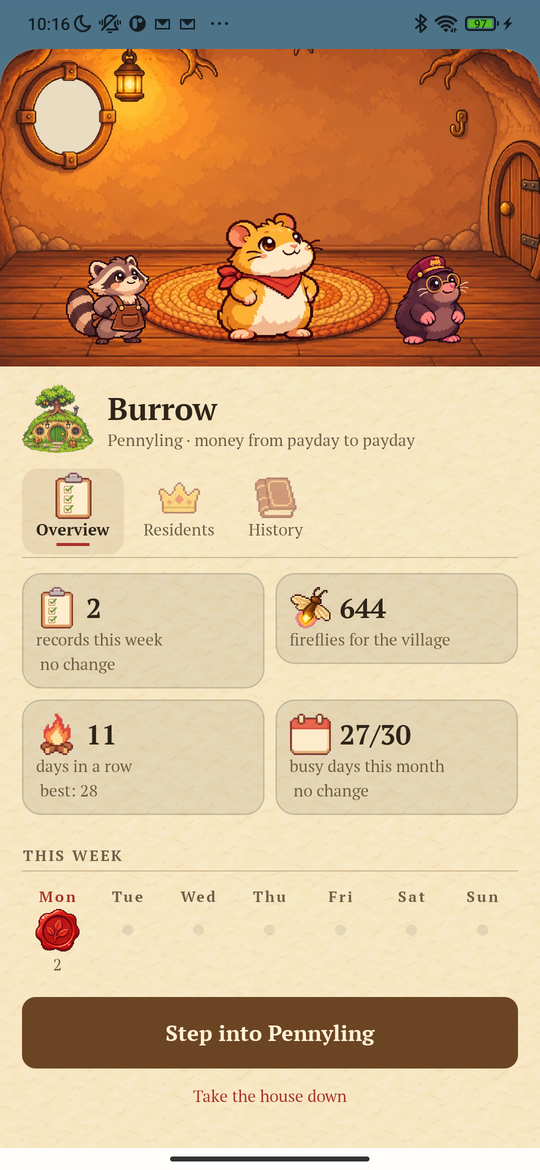 10:16
97
Burrow
Pennyling · money from payday to payday
Overview
Residents
History
2
records this week
no change
644
fireflies for the village
11
days in a row
best: 28
27/30
busy days this month
no change
THIS WEEK
Mon Tue Wed Thu Fri Sat Sun
2
Step into Pennyling
Take the house down